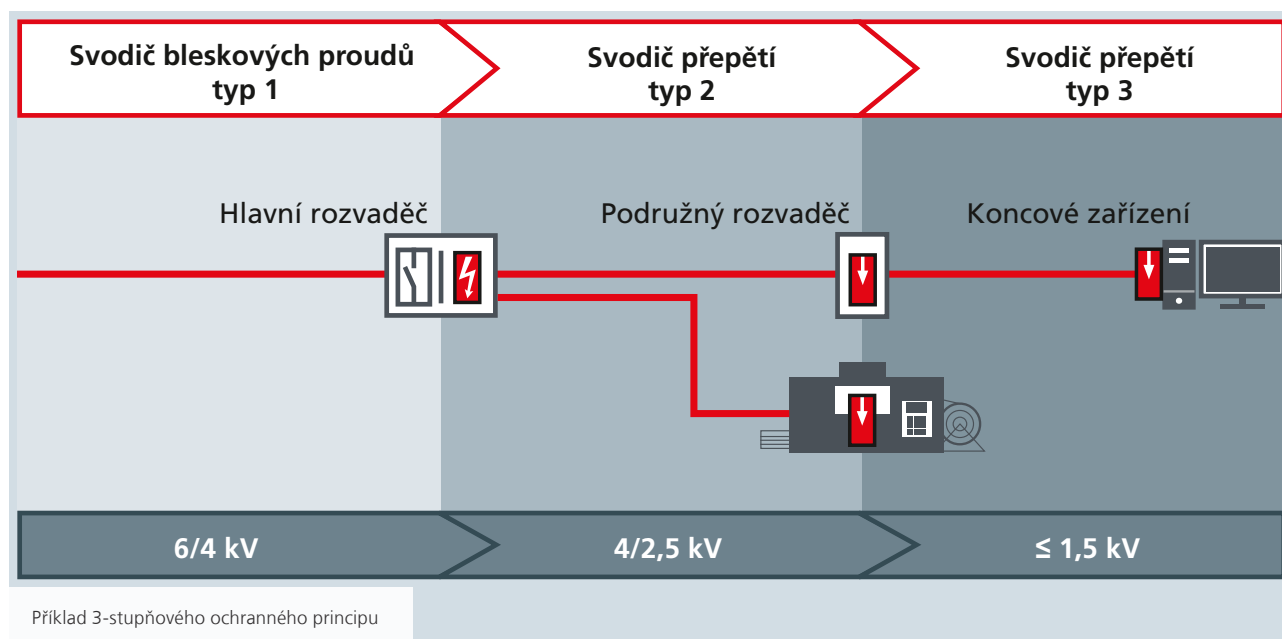 Svodič bleskových proudů
typ 1
Svodič přepětí
typ 2
Svodič přepětí
typ 3
Hlavní rozvaděč
Podružný rozvaděč
Koncové zařízení
6/4 kV
4/2,5 kV
≤ 1,5 kV
Příklad 3-stupňového ochranného principu